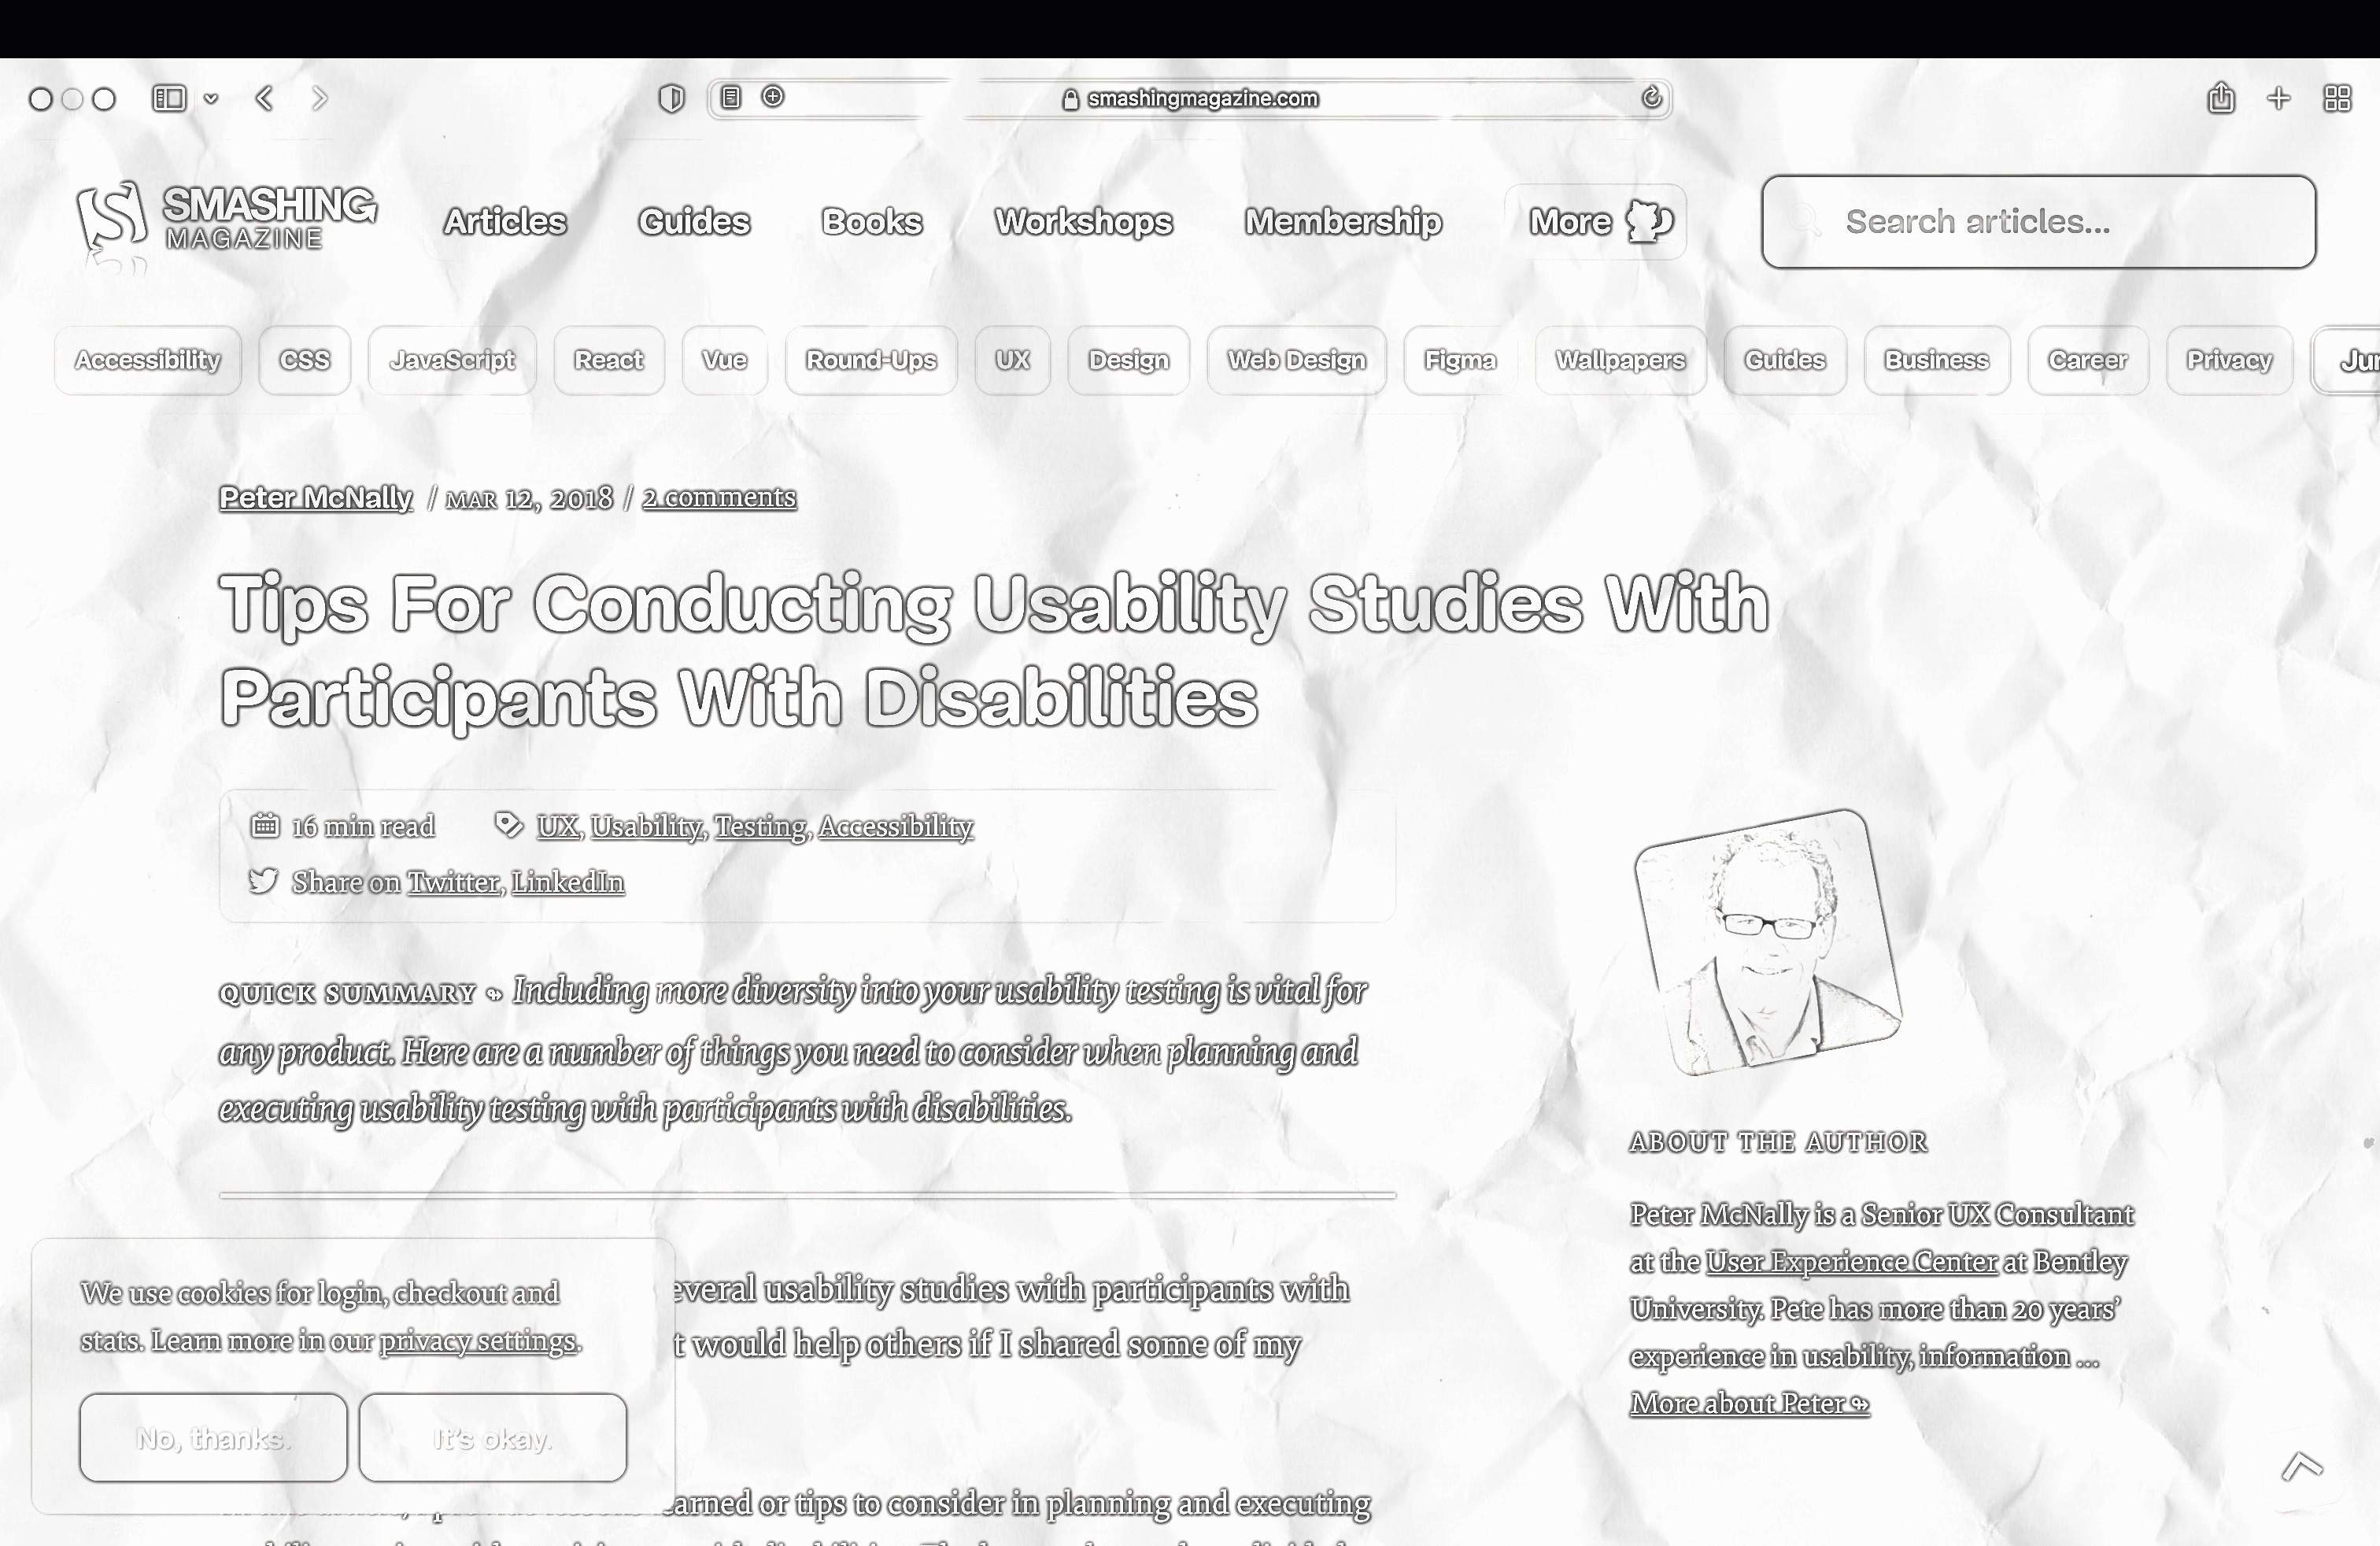 smashingmagazine.com
SMASHING
MAGAZINE
Articles Guides Books Workshops Membership More Search articles...
Accessibility CSS JavaScript React Vue Round-Ups UX Design Web Design Figma Wallpapers Guides Business Career Privacy
Peter McNally / MAR 12, 2018 / 2 comments
Tips For Conducting Usability Studies With
Participants With Disabilities
16 min read UX, Usability, Testing, Accessibility
Share on Twitter, LinkedIn
QUICK SUMMARY Including more diversity into your usability testing is vital for
any product. Here are a number of things you need to consider when planning and
executing usability testing with participants with disabilities.
everal usability studies with participants with
t would help others if I shared some of my
arned or tips to consider in planning and executing
We use cookies for login, checkout and
stats. Learn more in our privacy settings.
No, thanks. It's okay.
ABOUT THE AUTHOR
Peter McNally is a Senior UX Consultant
at the User Experience Center at Bentley
University. Pete has more than 20 years’
experience in usability, information ...
More about Peter